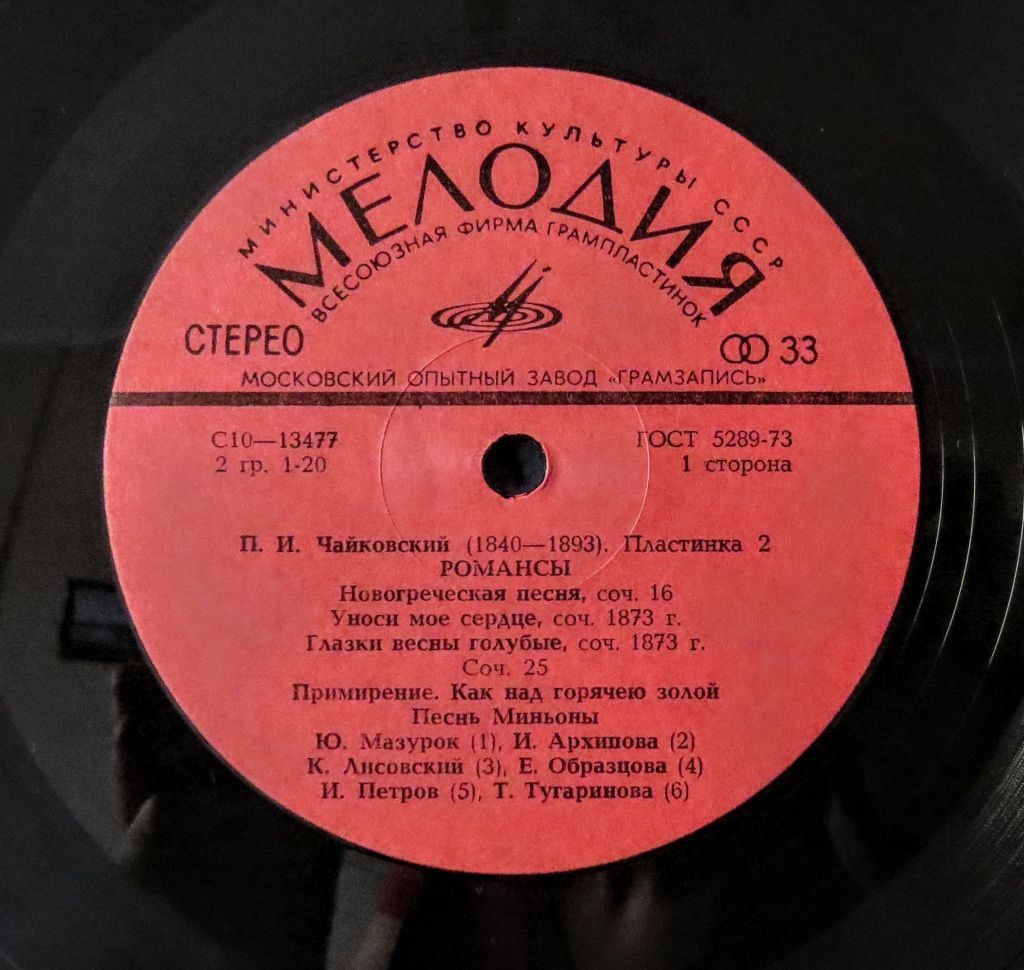 МИНИСТЕРСТВО КУЛЬТУРЫ СССР
МЕЛОДИЯ
ВСЕСОЮЗНАЯ ФИРМА ГРАМПЛАСТИНОК
СТЕРЕО
33
МОСКОВСКИЙ ОПЫТНЫЙ ЗАВОД «ГРАМЗАПИСЬ»
С10—13477
ГОСТ 5289-73
2 гр. 1-20
1 сторона
П. И. Чайковский (1840—1893). Пластинка 2
РОМАНСЫ
Новогреческая песня, соч. 16
Уноси мое сердце, соч. 1873 г.
Глазки весны голубые, соч. 1873 г.
Соч. 25
Примирение. Как над горячею золой
Песнь Миньоны
Ю. Мазурок (1), И. Архипова (2)
К. Лисовский (3), Е. Образцова (4)
И. Петров (5), Т. Тугаринова (6)